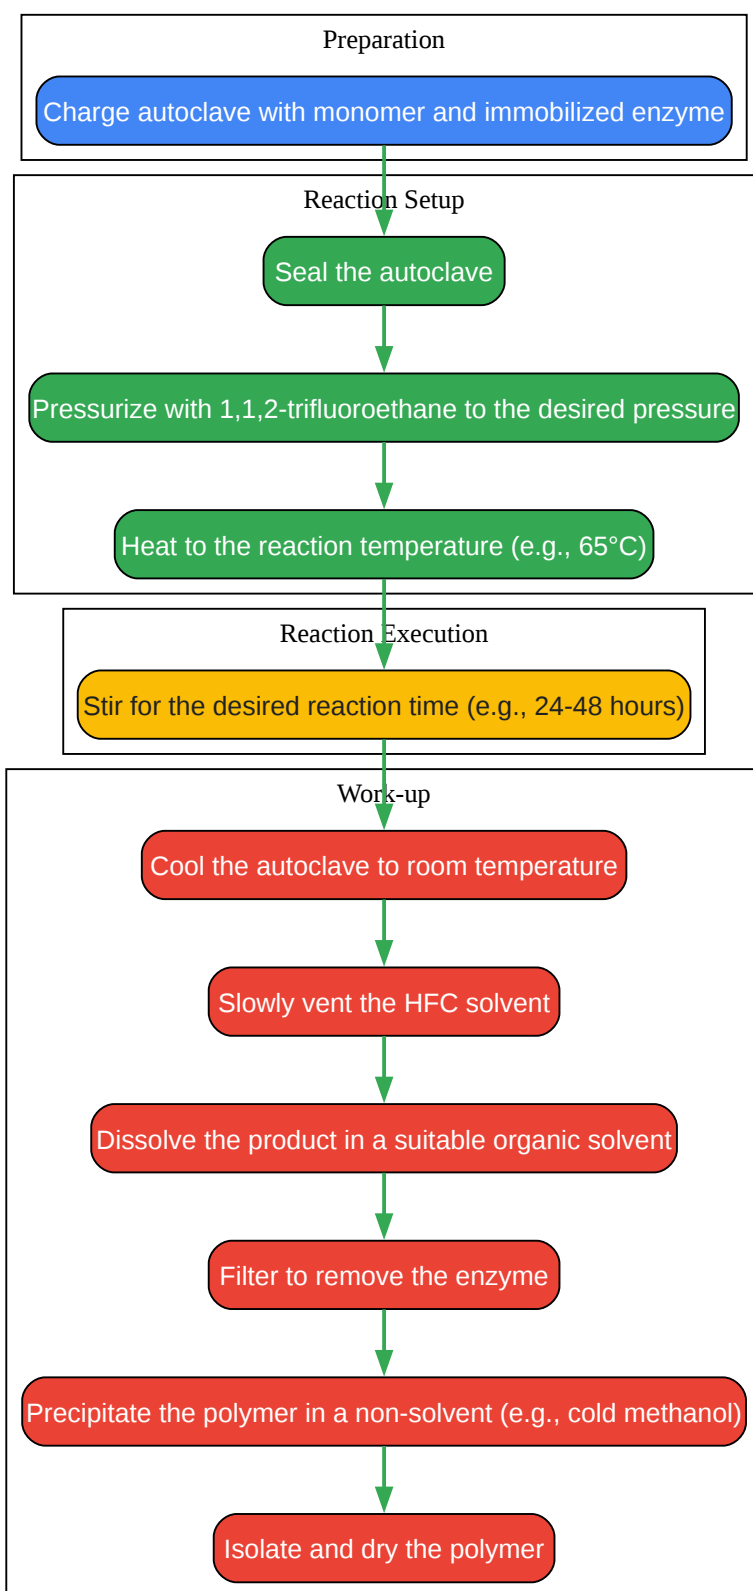 Preparation
Charge autoclave with monomer and immobilized enzyme
Reaction Setup
Seal the autoclave
Pressurize with 1,1,2-trifluoroethane to the desired pressure
Heat to the reaction temperature (e.g., 65°C)
Reaction Execution
Stir for the desired reaction time (e.g., 24-48 hours)
Work-up
Cool the autoclave to room temperature
Slowly vent the HFC solvent
Dissolve the product in a suitable organic solvent
Filter to remove the enzyme
Precipitate the polymer in a non-solvent (e.g., cold methanol)
Isolate and dry the polymer